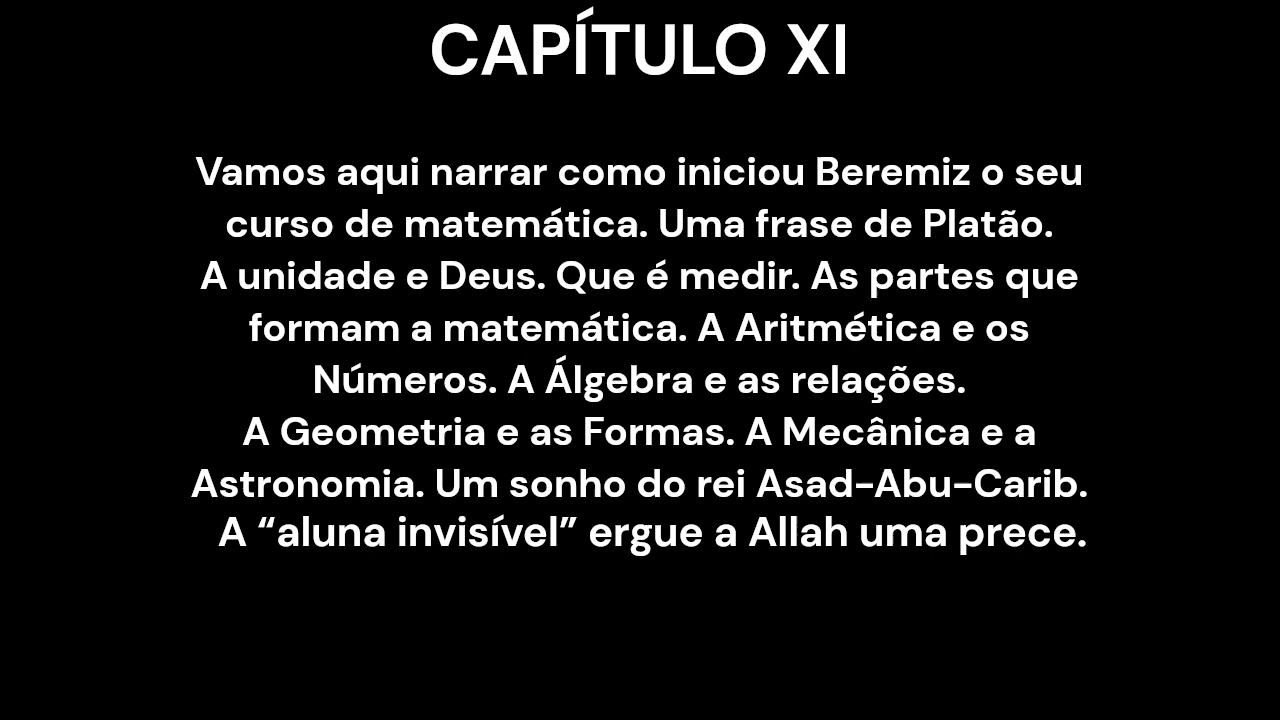 CAPÍTULO XI
Vamos aqui narrar como iniciou Beremiz o seu
curso de matemática. Uma frase de Platão.
A unidade e Deus. Que é medir. As partes que
formam a matemática. A Aritmética e os
Números. A Álgebra e as relações.
A Geometria e as Formas. A Mecânica e a
Astronomia. Um sonho do rei Asad-Abu-Carib.
A “aluna invisível” ergue a Allah uma prece.